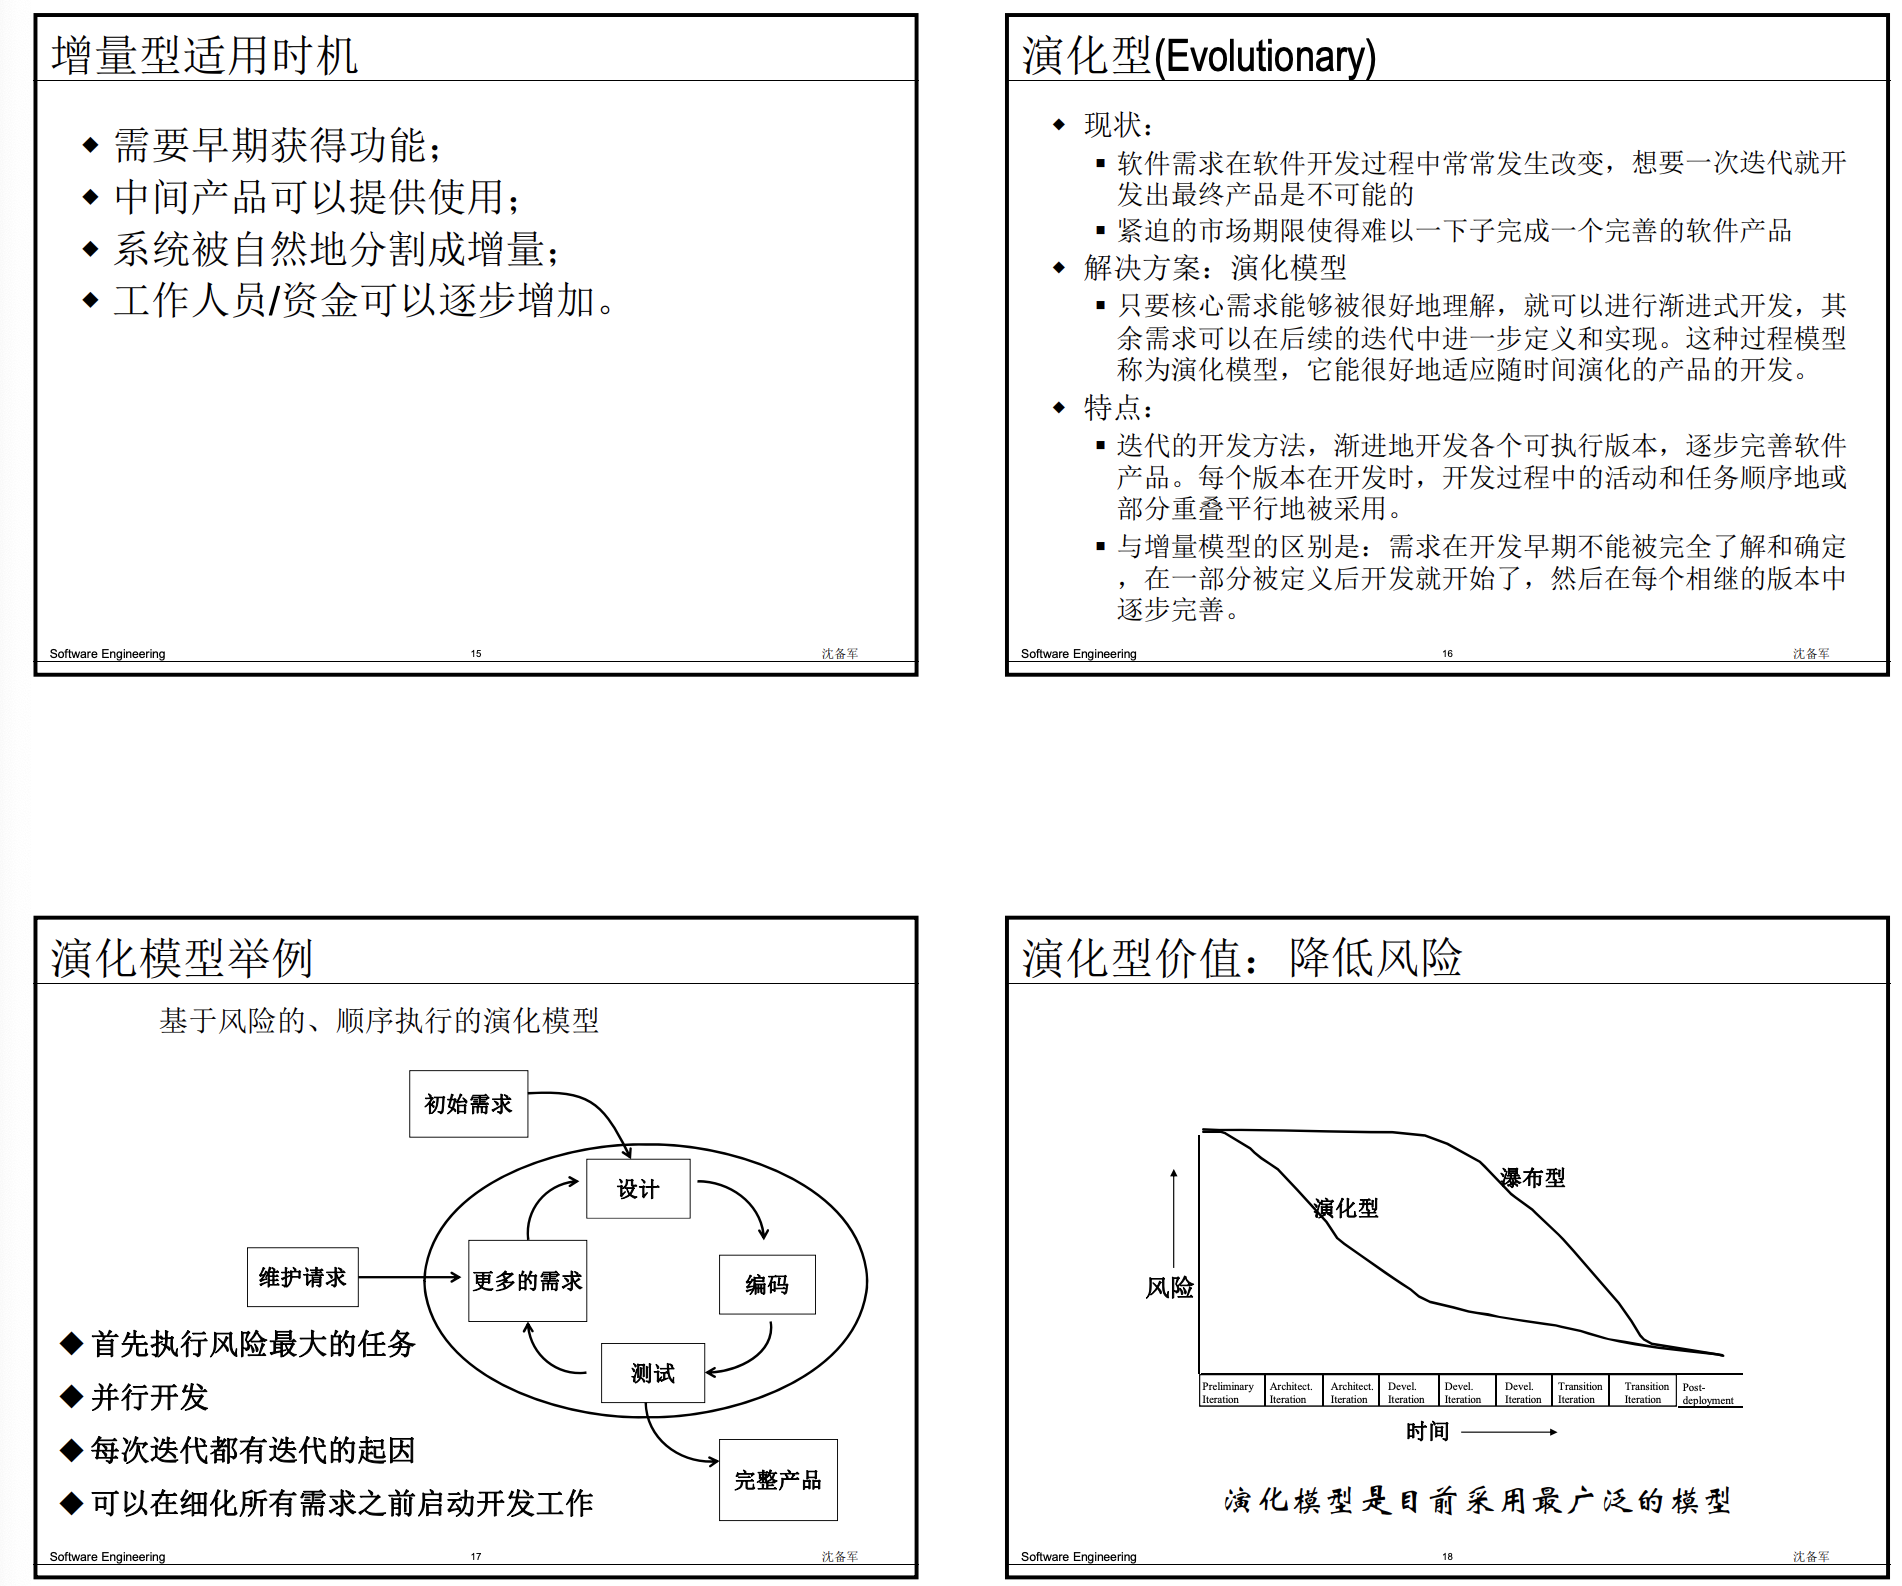 增量型适用时机
◆ 需要早期获得功能；
◆ 中间产品可以提供使用；
◆ 系统被自然地分割成增量；
◆ 工作人员/资金可以逐步增加。
Software Engineering 15 沈备军
演化型(Evolutionary)
◆ 现状：
▪ 软件需求在软件开发过程中常常发生改变，想要一次迭代就开
发出最终产品是不可能的
▪ 紧迫的市场期限使得难以一下子完成一个完善的软件产品
◆ 解决方案：演化模型
▪ 只要核心需求能够被很好地理解，就可以进行渐进式开发，其
余需求可以在后续的迭代中进一步定义和实现。这种过程模型
称为演化模型，它能很好地适应随时间演化的产品的开发。
◆ 特点：
▪ 迭代的开发方法，渐进地开发各个可执行版本，逐步完善软件
产品。每个版本在开发时，开发过程中的活动和任务顺序地或
部分重叠平行地被采用。
▪ 与增量模型的区别是：需求在开发早期不能被完全了解和确定
，在一部分被定义后开发就开始了，然后在每个相继的版本中
逐步完善。
Software Engineering 16 沈备军
演化模型举例
基于风险的、顺序执行的演化模型
初始需求
设计
维护请求
更多的需求
编码
测试
完整产品
◆ 首先执行风险最大的任务
◆ 并行开发
◆ 每次迭代都有迭代的起因
◆ 可以在细化所有需求之前启动开发工作
Software Engineering 17 沈备军
演化型价值：降低风险
瀑布型
演化型
风险
Preliminary Iteration
Architect. Iteration
Architect. Iteration
Devel. Iteration
Devel. Iteration
Devel. Iteration
Transition Iteration
Transition Iteration
Post-deployment
时间
演化模型是目前采用最广泛的模型
Software Engineering 18 沈备军